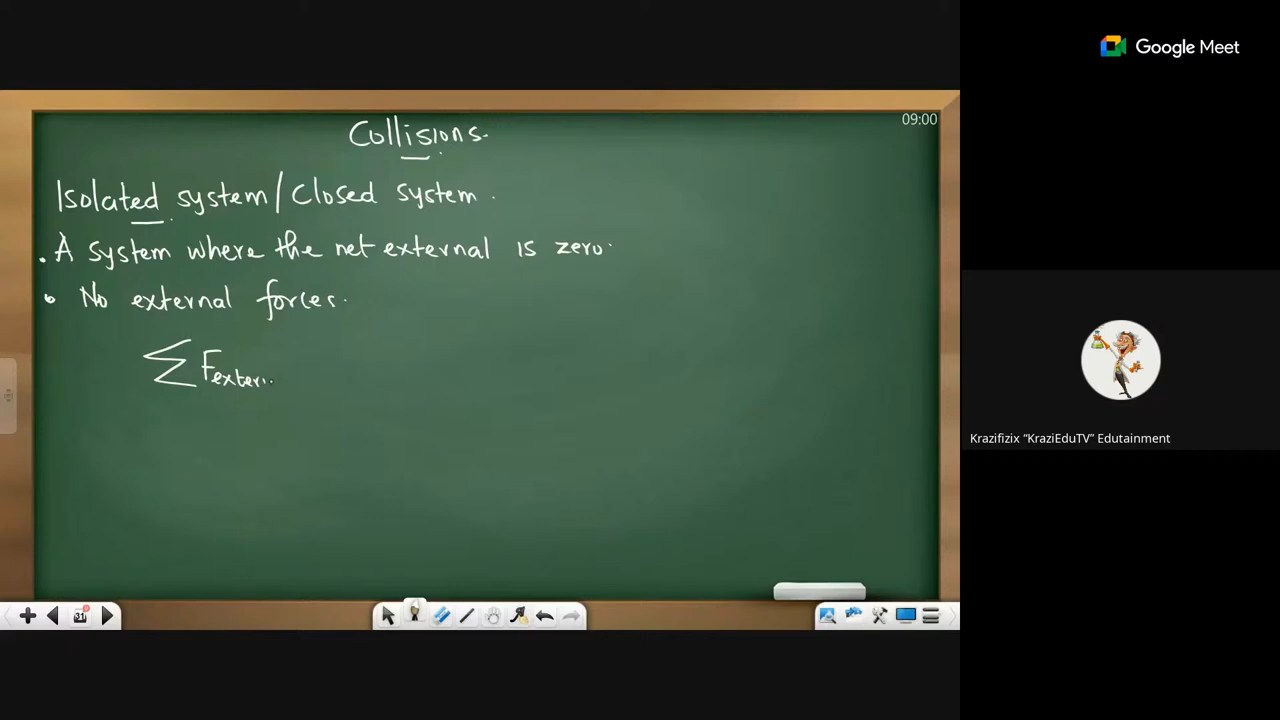 Google Meet
09:00
Collisions.
Isolated system/Closed system.
• A system where the net external is zero.
• No external forces.
∑Fextern
31
Krazifizix “KraziEduTV” Edutainment